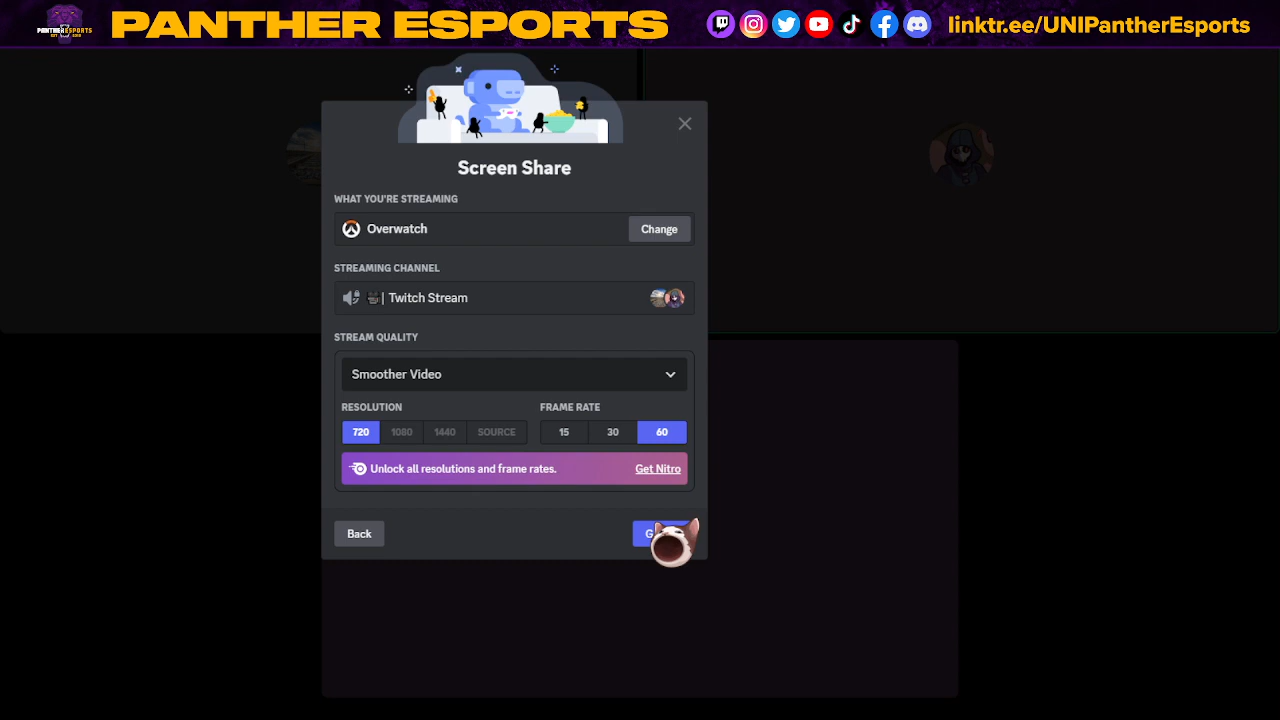 PANTHERESPORTS
PANTHER ESPORTS
linktr.ee/UNIPantherEsports
Screen Share
WHAT YOU'RE STREAMING
Overwatch
Change
STREAMING CHANNEL
| Twitch Stream
STREAM QUALITY
Smoother Video
RESOLUTION
FRAME RATE
720 1080 1440 SOURCE
15 30 60
Unlock all resolutions and frame rates.
Get Nitro
Back